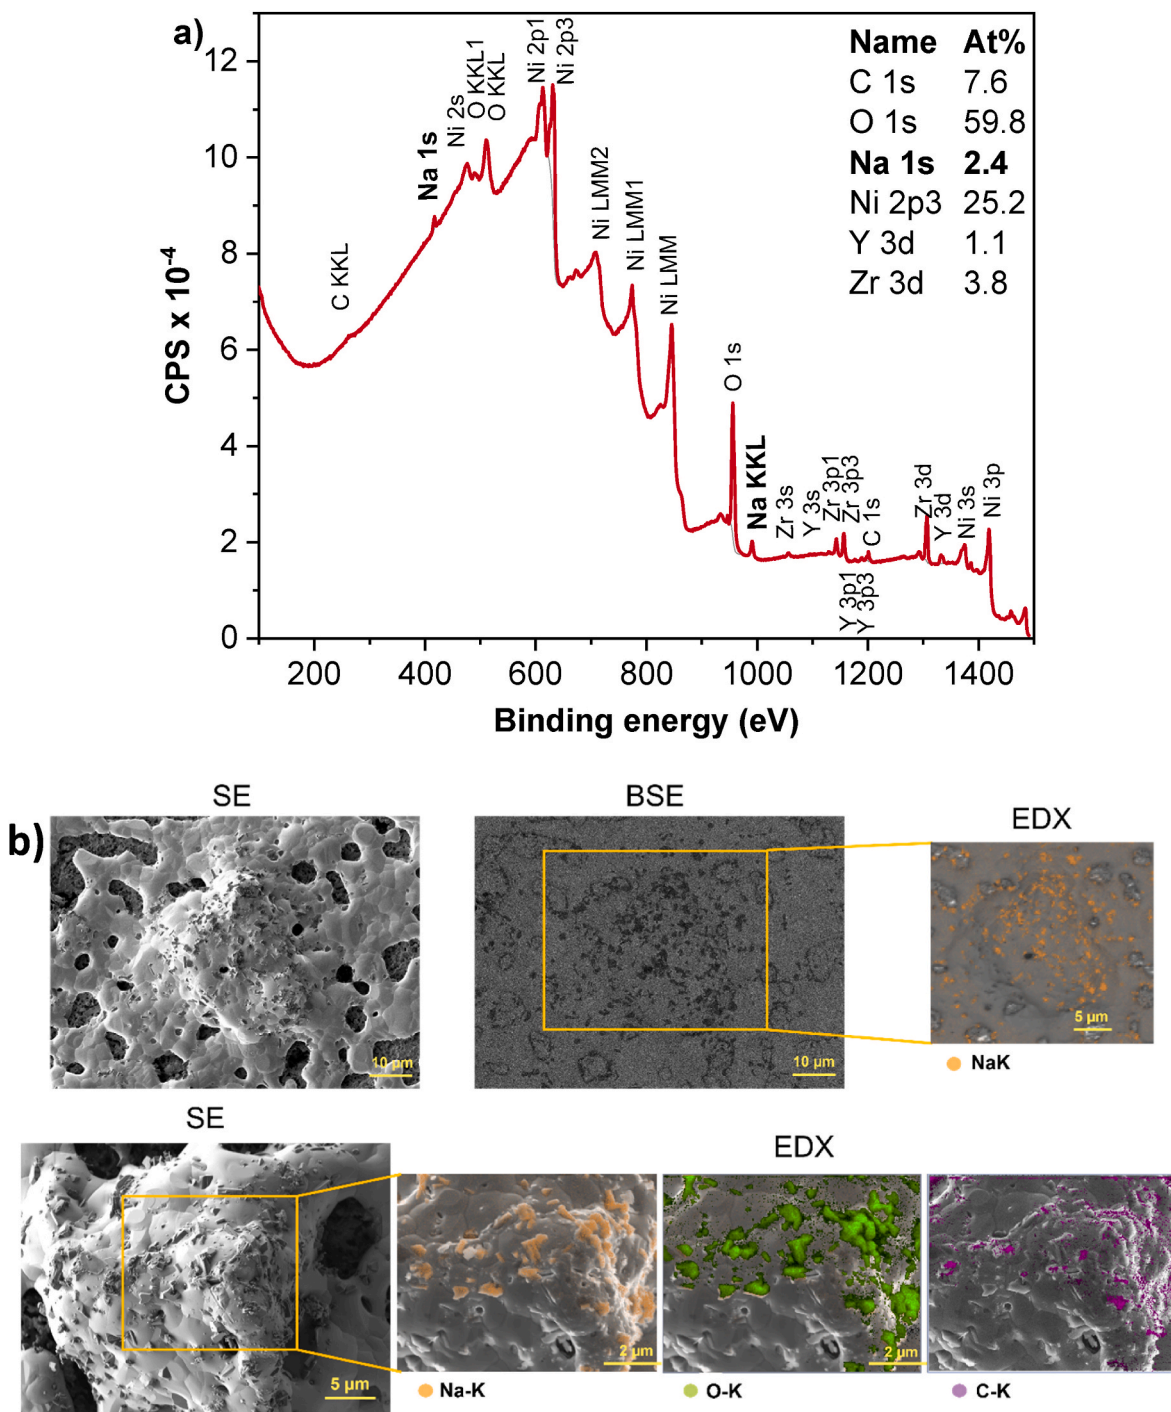 a)
Name At%
C 1s 7.6
O 1s 59.8
Na 1s 2.4
Ni 2p3 25.2
Y 3d 1.1
Zr 3d 3.8
CPS x 10-4
12
10
8
6
4
2
0
C KKL
Na 1s
Ni 2s
O KKL1
O KKL
Ni 2p1
Ni 2p3
Ni LMM2
Ni LMM1
Ni LMM
O 1s
Na KKL
Zr 3s
Y 3s
Zr 3p1
Zr 3p3
C 1s
Y 3p1
Y 3p3
Zr 3d
Y 3d
Ni 3s
Ni 3p
200 400 600 800 1000 1200 1400
Binding energy (eV)
b)
SE
BSE
EDX
10 µm
10 µm
5 µm
NaK
SE
EDX
5 µm
2 µm
2 µm
Na-K
O-K
C-K